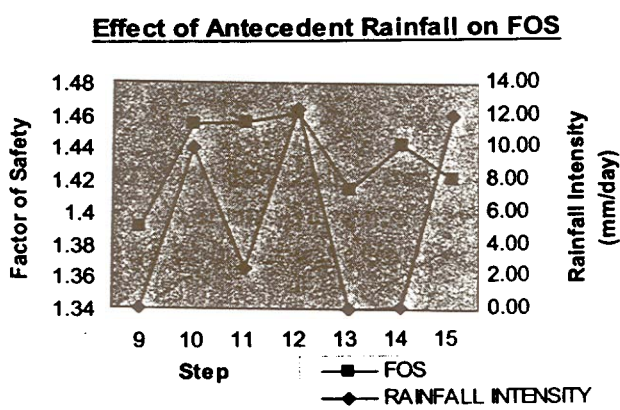 Effect of Antecedent Rainfall on FOS
Factor of Safety
1.48
1.46
1.44
1.42
1.4
1.38
1.36
1.34
14.00
12.00
10.00
8.00
6.00
4.00
2.00
0.00
Rainfall Intensity
(mm/day)
9 10 11 12 13 14 15
Step
FOS
RAINFALL INTENSITY